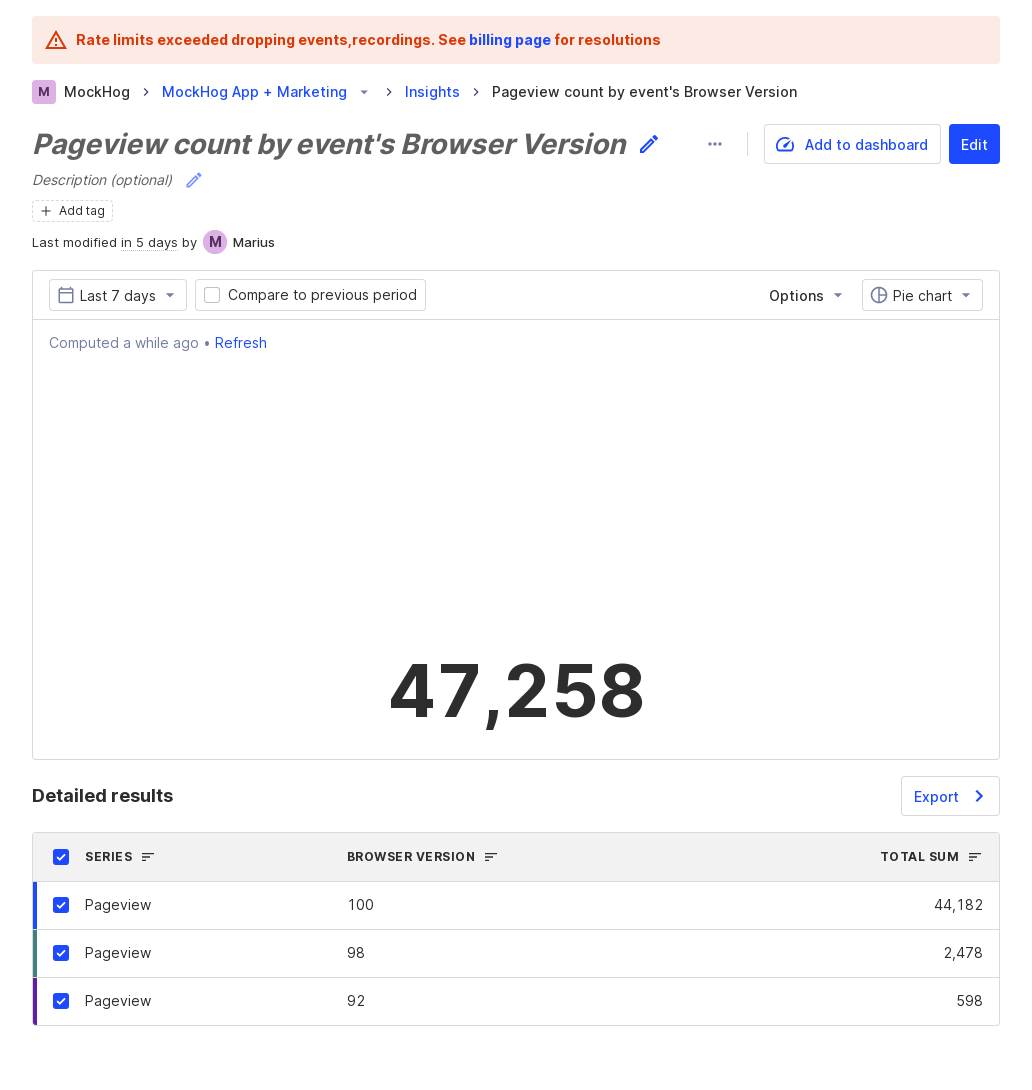 Rate limits exceeded dropping events,recordings. See billing page for resolutions
M MockHog MockHog App + Marketing Insights Pageview count by event's Browser Version
Pageview count by event's Browser Version
Add to dashboard Edit
Description (optional)
Add tag
Last modified in 5 days by M Marius
Last 7 days Compare to previous period Options Pie chart
Computed a while ago • Refresh
47,258
Detailed results Export
SERIES BROWSER VERSION TOTAL SUM
Pageview 100 44,182
Pageview 98 2,478
Pageview 92 598